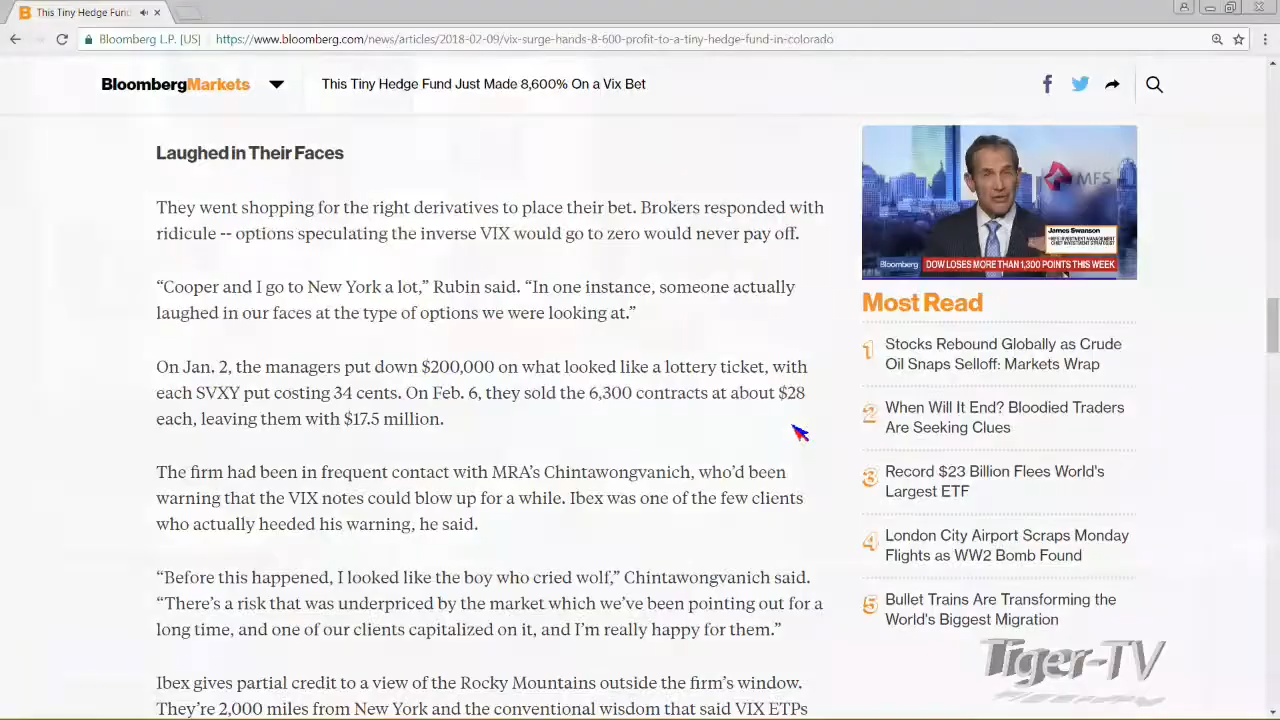 This Tiny Hedge Fund
Bloomberg L.P. [US] https://www.bloomberg.com/news/articles/2018-02-09/vix-surge-hands-8-600-profit-to-a-tiny-hedge-fund-in-colorado
BloombergMarkets This Tiny Hedge Fund Just Made 8,600% On a Vix Bet
Laughed in Their Faces
They went shopping for the right derivatives to place their bet. Brokers responded with
ridicule -- options speculating the inverse VIX would go to zero would never pay off.
“Cooper and I go to New York a lot,” Rubin said. “In one instance, someone actually
laughed in our faces at the type of options we were looking at.”
On Jan. 2, the managers put down $200,000 on what looked like a lottery ticket, with
each SVXY put costing 34 cents. On Feb. 6, they sold the 6,300 contracts at about $28
each, leaving them with $17.5 million.
The firm had been in frequent contact with MRA’s Chintawongvanich, who’d been
warning that the VIX notes could blow up for a while. Ibex was one of the few clients
who actually heeded his warning, he said.
“Before this happened, I looked like the boy who cried wolf,” Chintawongvanich said.
“There’s a risk that was underpriced by the market which we’ve been pointing out for a
long time, and one of our clients capitalized on it, and I’m really happy for them.”
Ibex gives partial credit to a view of the Rocky Mountains outside the firm’s window.
They’re 2,000 miles from New York and the conventional wisdom that said VIX ETPs
MFS
James Swanson
MFS INVESTMENT MANAGEMENT
CHIEF INVESTMENT STRATEGIST
Bloomberg DOW LOSES MORE THAN 1,300 POINTS THIS WEEK
Most Read
1 Stocks Rebound Globally as Crude
Oil Snaps Selloff: Markets Wrap
2 When Will It End? Bloodied Traders
Are Seeking Clues
3 Record $23 Billion Flees World's
Largest ETF
4 London City Airport Scraps Monday
Flights as WW2 Bomb Found
5 Bullet Trains Are Transforming the
World's Biggest Migration
Tiger-TV